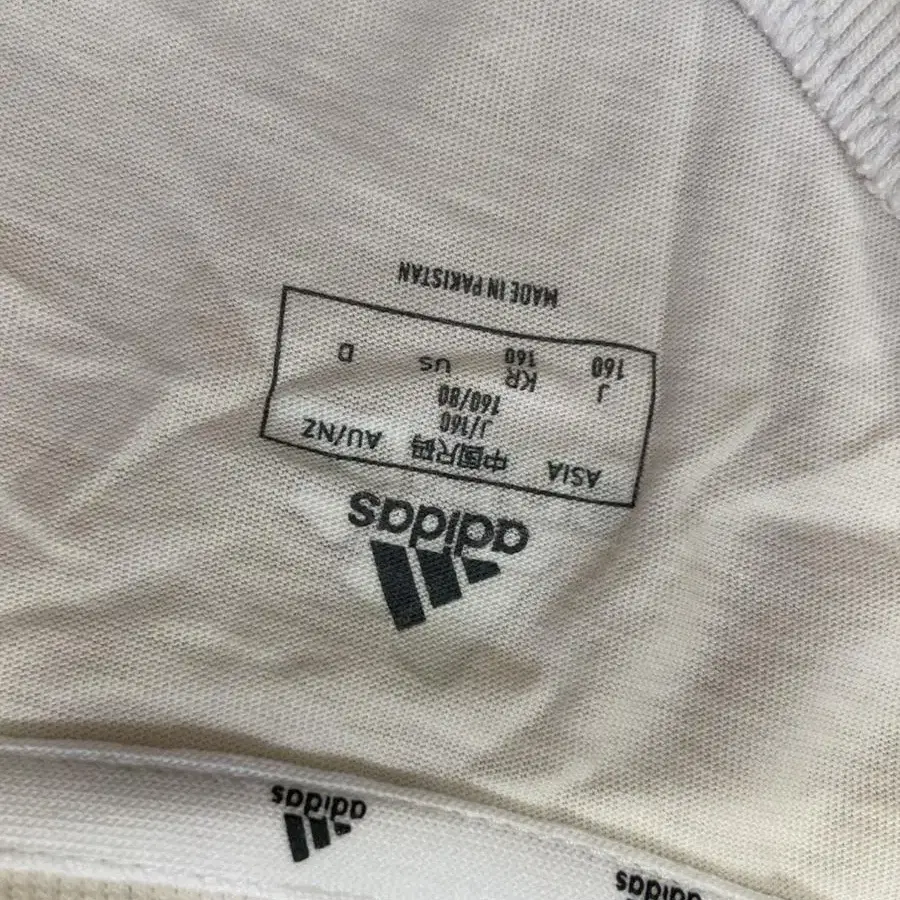 adidas
adidas
adidas
ASIA 中国尺码 AU/NZ
J/160
160/80
J KR US D
160 160
MADE IN PAKISTAN